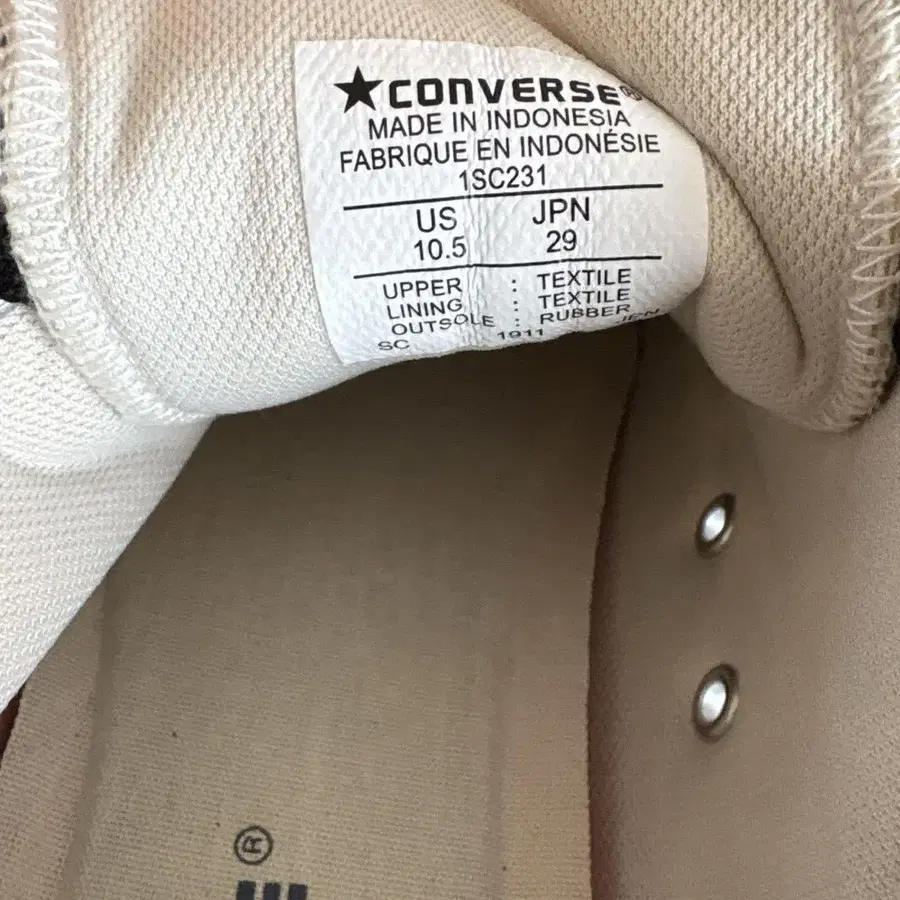 ★CONVERSE®
MADE IN INDONESIA
FABRIQUE EN INDONÉSIE
1SC231
US JPN
10.5 29
UPPER : TEXTILE
LINING : TEXTILE
OUTSOLE : RUBBER
SC 1911 JPN
®